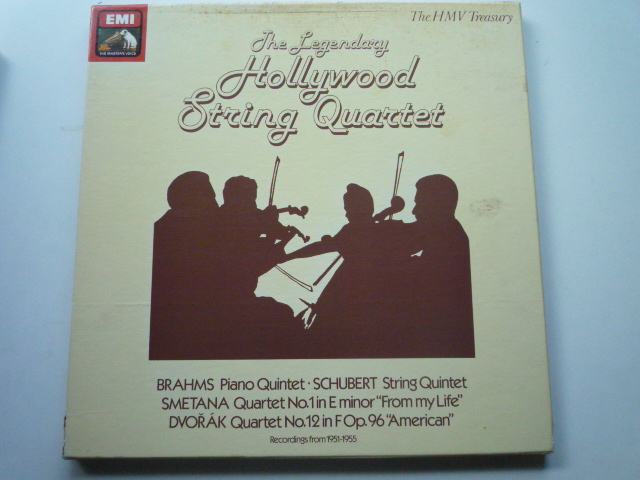 EMI
HIS MASTER'S VOICE
The HMV Treasury
The Legendary
Hollywood
String Quartet
BRAHMS Piano Quintet · SCHUBERT String Quintet
SMETANA Quartet No.1 in E minor "From my Life"
DVOŘÁK Quartet No.12 in F Op. 96 "American"
Recordings from 1951-1955